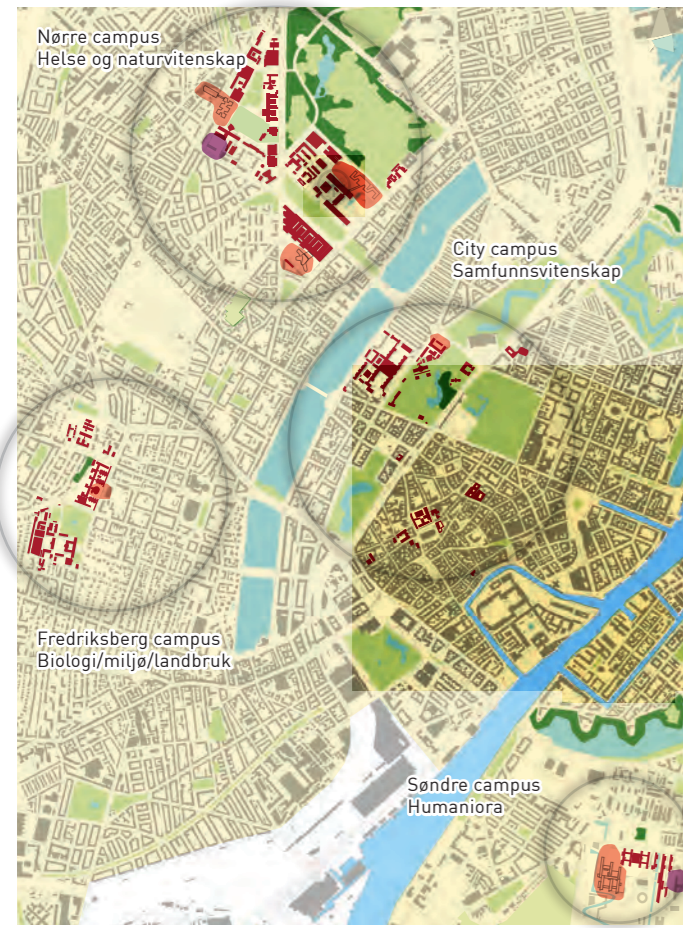 Nørre campus
Helse og naturvitenskap
City campus
Samfunnsvitenskap
Fredriksberg campus
Biologi/miljø/landbruk
Søndre campus
Humaniora